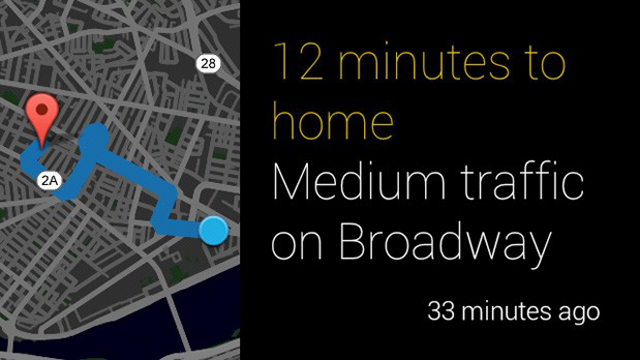 28
2A
12 minutes to
home
Medium traffic
on Broadway
33 minutes ago